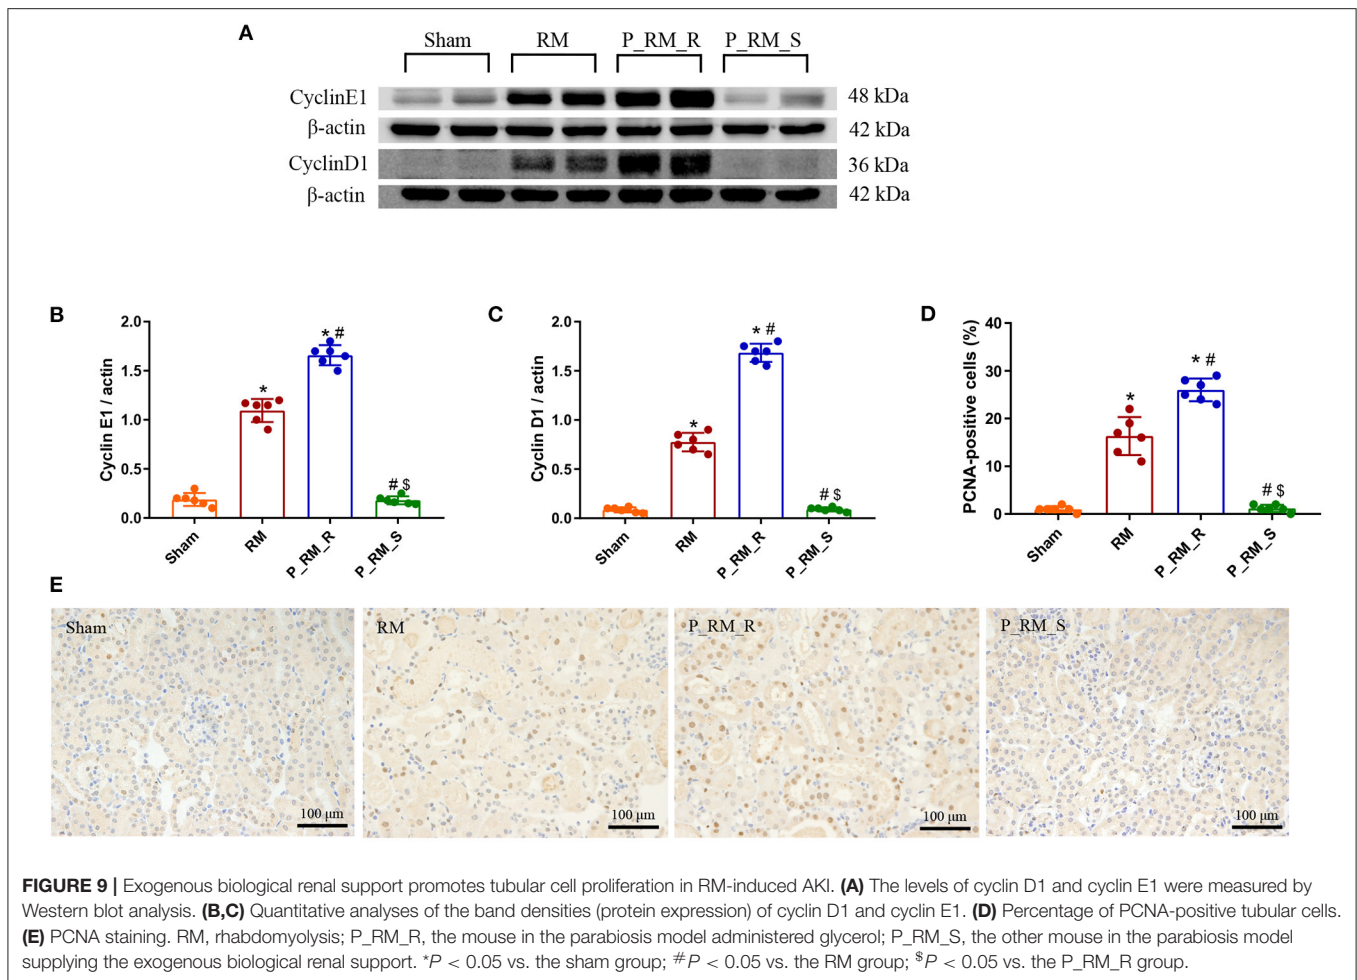 A
Sham RM P_RM_R P_RM_S
CyclinE1 48 kDa
β-actin 42 kDa
CyclinD1 36 kDa
β-actin 42 kDa
B
Cyclin E1 / actin
2.0
1.5
1.0
0.5
0.0
*
* #
# $
Sham RM P_RM_R P_RM_S
C
Cyclin D1 / actin
2.0
1.5
1.0
0.5
0.0
*
* #
# $
Sham RM P_RM_R P_RM_S
D
PCNA-positive cells (%)
40
30
20
10
0
*
* #
# $
Sham RM P_RM_R P_RM_S
E
Sham RM P_RM_R P_RM_S
100 μm 100 μm 100 μm 100 μm
FIGURE 9 | Exogenous biological renal support promotes tubular cell proliferation in RM-induced AKI. (A) The levels of cyclin D1 and cyclin E1 were measured by
Western blot analysis. (B,C) Quantitative analyses of the band densities (protein expression) of cyclin D1 and cyclin E1. (D) Percentage of PCNA-positive tubular cells.
(E) PCNA staining. RM, rhabdomyolysis; P_RM_R, the mouse in the parabiosis model administered glycerol; P_RM_S, the other mouse in the parabiosis model
supplying the exogenous biological renal support. *P < 0.05 vs. the sham group; #P < 0.05 vs. the RM group; $P < 0.05 vs. the P_RM_R group.